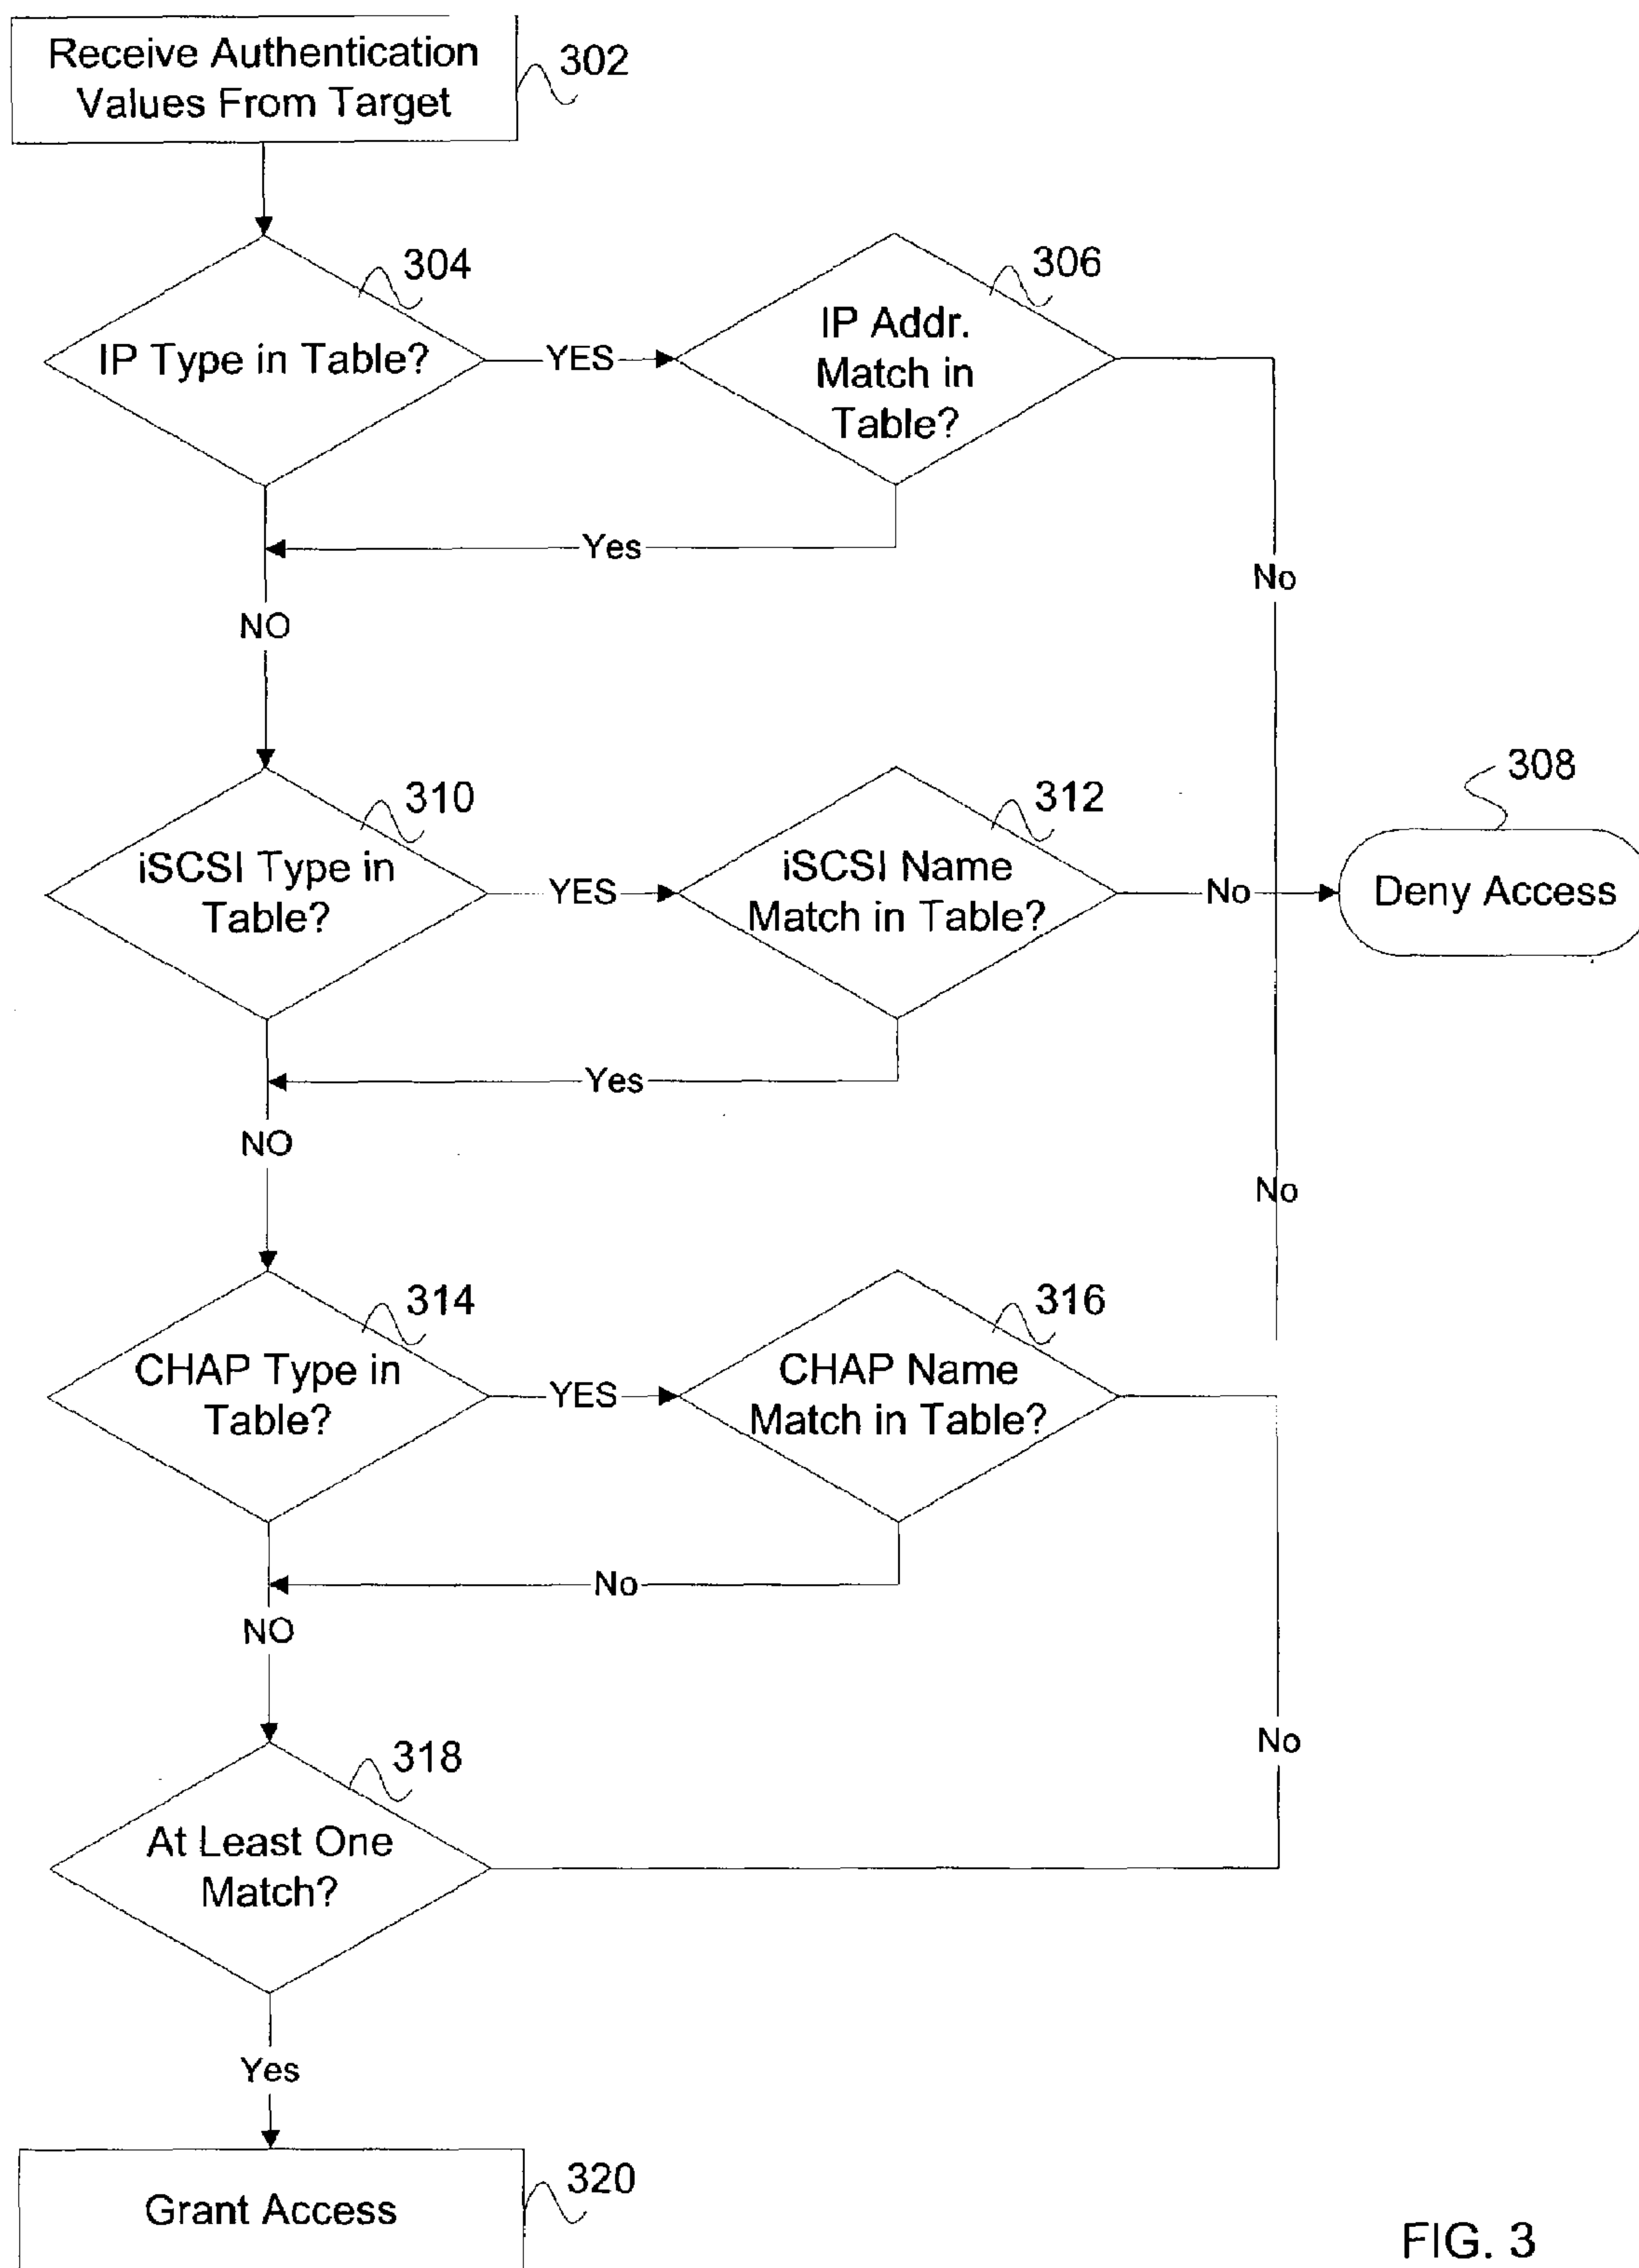 Receive Authentication
Values From Target
302
304
IP Type in Table?
YES
306
IP Addr.
Match in
Table?
Yes
No
NO
310
iSCSI Type in
Table?
YES
312
iSCSI Name
Match in Table?
No
308
Deny Access
Yes
NO
No
314
CHAP Type in
Table?
YES
316
CHAP Name
Match in Table?
No
NO
No
318
At Least One
Match?
Yes
320
Grant Access
FIG. 3